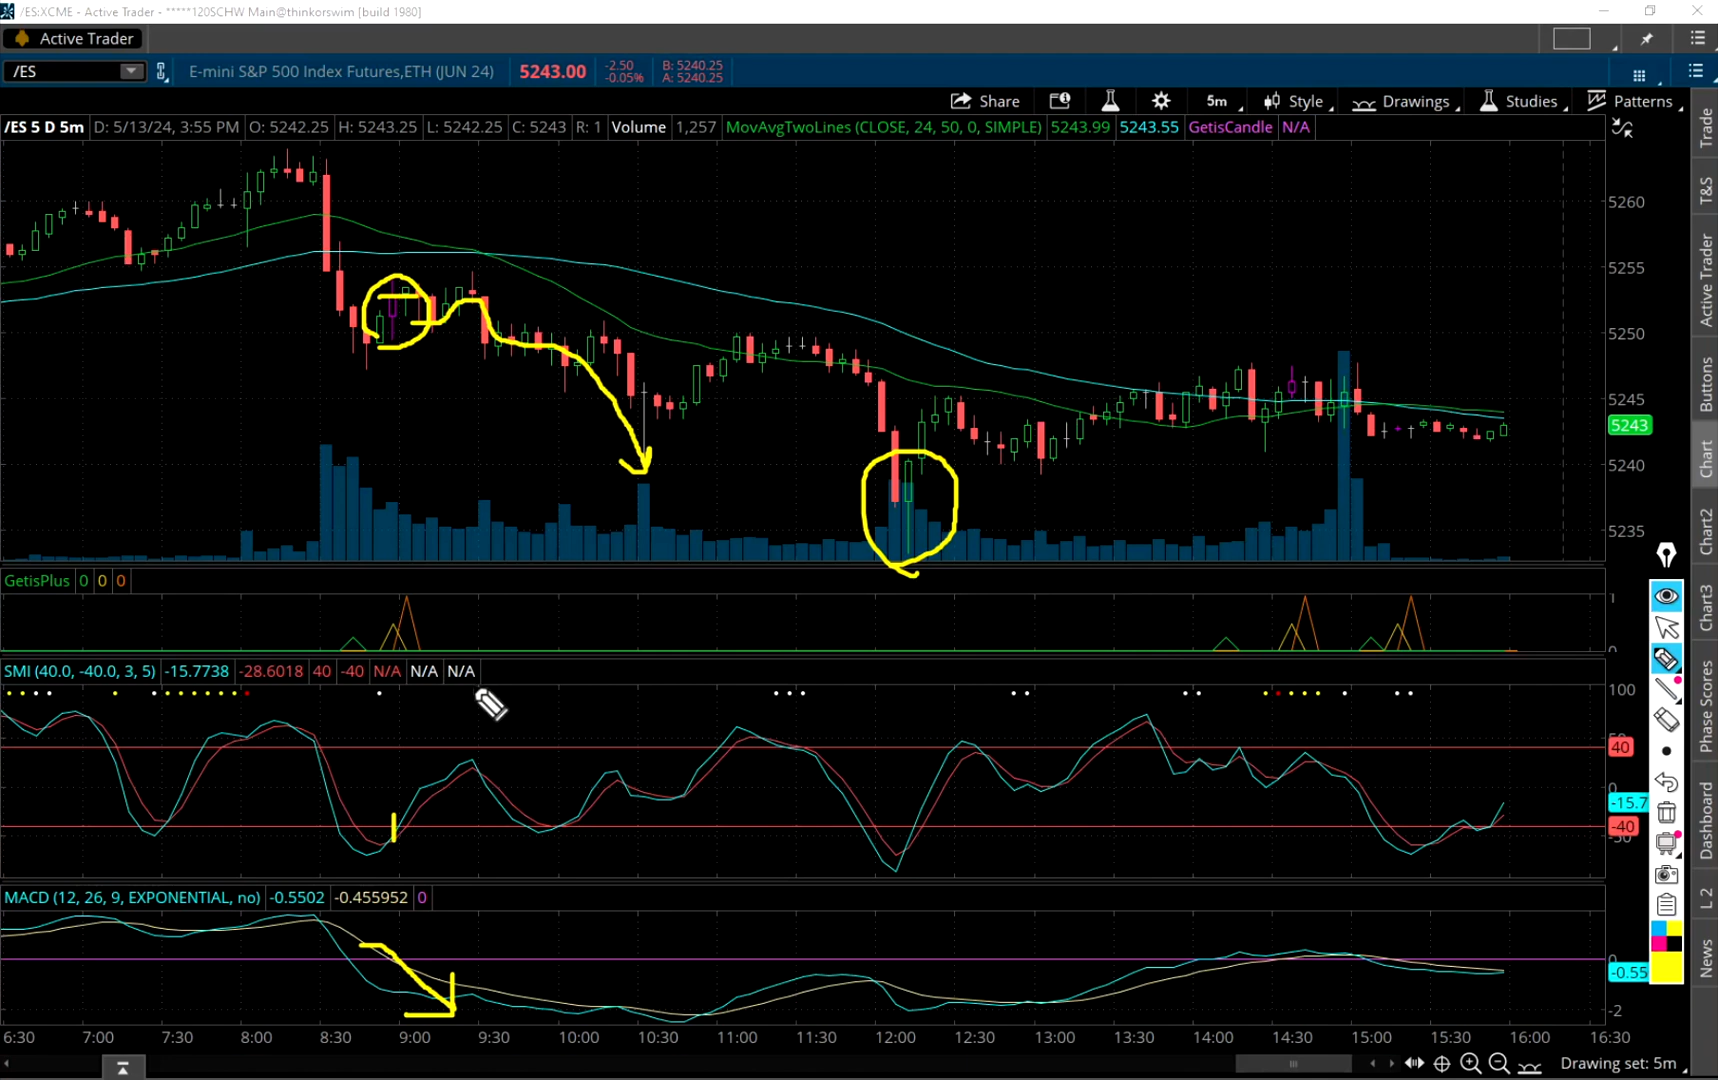 /ES:XCME - Active Trader - *****120SCHW Main@thinkorswim [build 1980]
Active Trader
/ES E-mini S&P 500 Index Futures,ETH (JUN 24) 5243.00 -2.50 -0.05% B: 5240.25 A: 5240.25
Share 5m Style Drawings Studies Patterns
/ES 5 D 5m D: 5/13/24, 3:55 PM O: 5242.25 H: 5243.25 L: 5242.25 C: 5243 R: 1 Volume 1,257 MovAvgTwoLines (CLOSE, 24, 50, 0, SIMPLE) 5243.99 5243.55 GetisCandle N/A
5260
5255
5250
5245
5243
5240
5235
GetisPlus 0 0 0
1
0
SMI (40.0, -40.0, 3, 5) -15.7738 -28.6018 40 -40 N/A N/A N/A
100
40
0
-15.7
-40
MACD (12, 26, 9, EXPONENTIAL, no) -0.5502 -0.455952 0
0
-0.55
-2
6:30 7:00 7:30 8:00 8:30 9:00 9:30 10:00 10:30 11:00 11:30 12:00 12:30 13:00 13:30 14:00 14:30 15:00 15:30 16:00 16:30
Drawing set: 5m
Trade
T&S
Active Trader
Buttons
Chart
Chart2
Chart3
Phase Scores
Dashboard
L 2
News